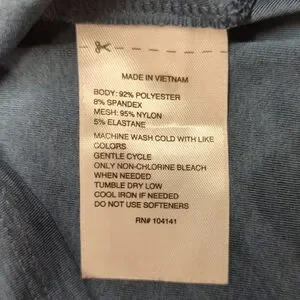 MADE IN VIETNAM
BODY: 92% POLYESTER
8% SPANDEX
MESH: 95% NYLON
5% ELASTANE
MACHINE WASH COLD WITH LIKE
COLORS
GENTLE CYCLE
ONLY NON-CHLORINE BLEACH
WHEN NEEDED
TUMBLE DRY LOW
COOL IRON IF NEEDED
DO NOT USE SOFTENERS
RN# 104141